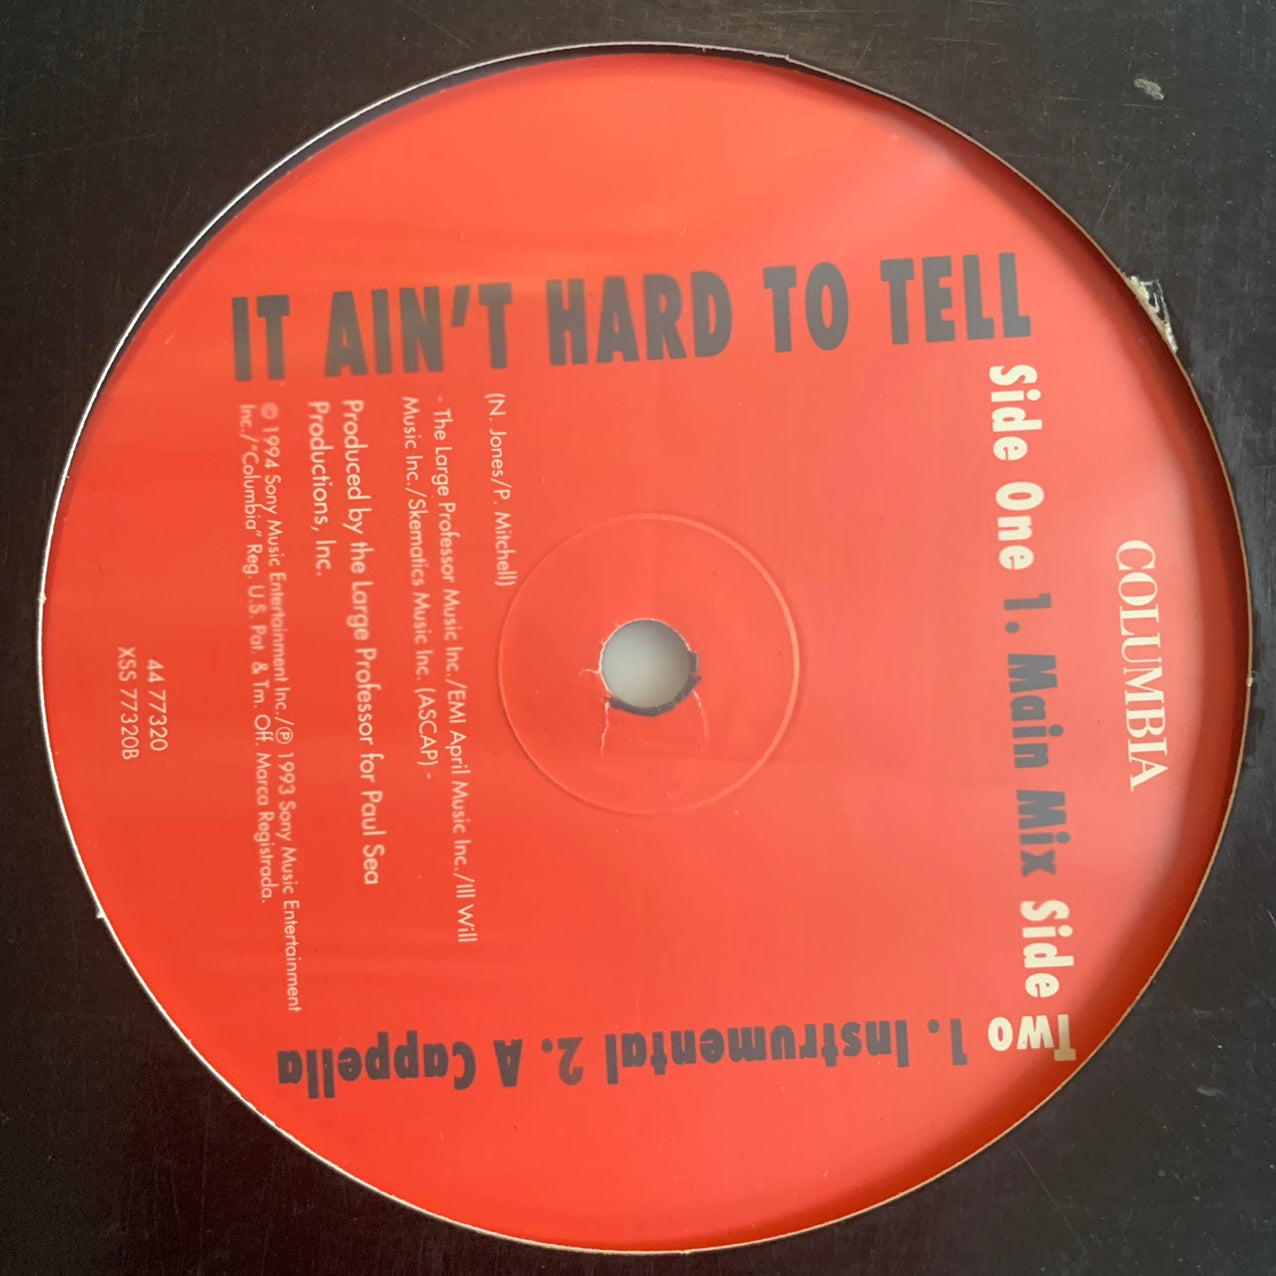 COLUMBIA
IT AIN'T HARD TO TELL
Side One 1. Main Mix Side Two
1. Instrumental 2. A Cappella
(N. Jones/P. Mitchell)
- The Large Professor Music Inc./EMI April Music Inc./Ill Will
Music Inc./Skematics Music Inc. (ASCAP) -
Produced by the Large Professor for Paul Sea
Productions, Inc.
© 1994 Sony Music Entertainment Inc./℗ 1993 Sony Music Entertainment
Inc./"Columbia" Reg. U.S. Pat. & Tm. Off. Marca Registrada.
44 77320
XSS 77320B